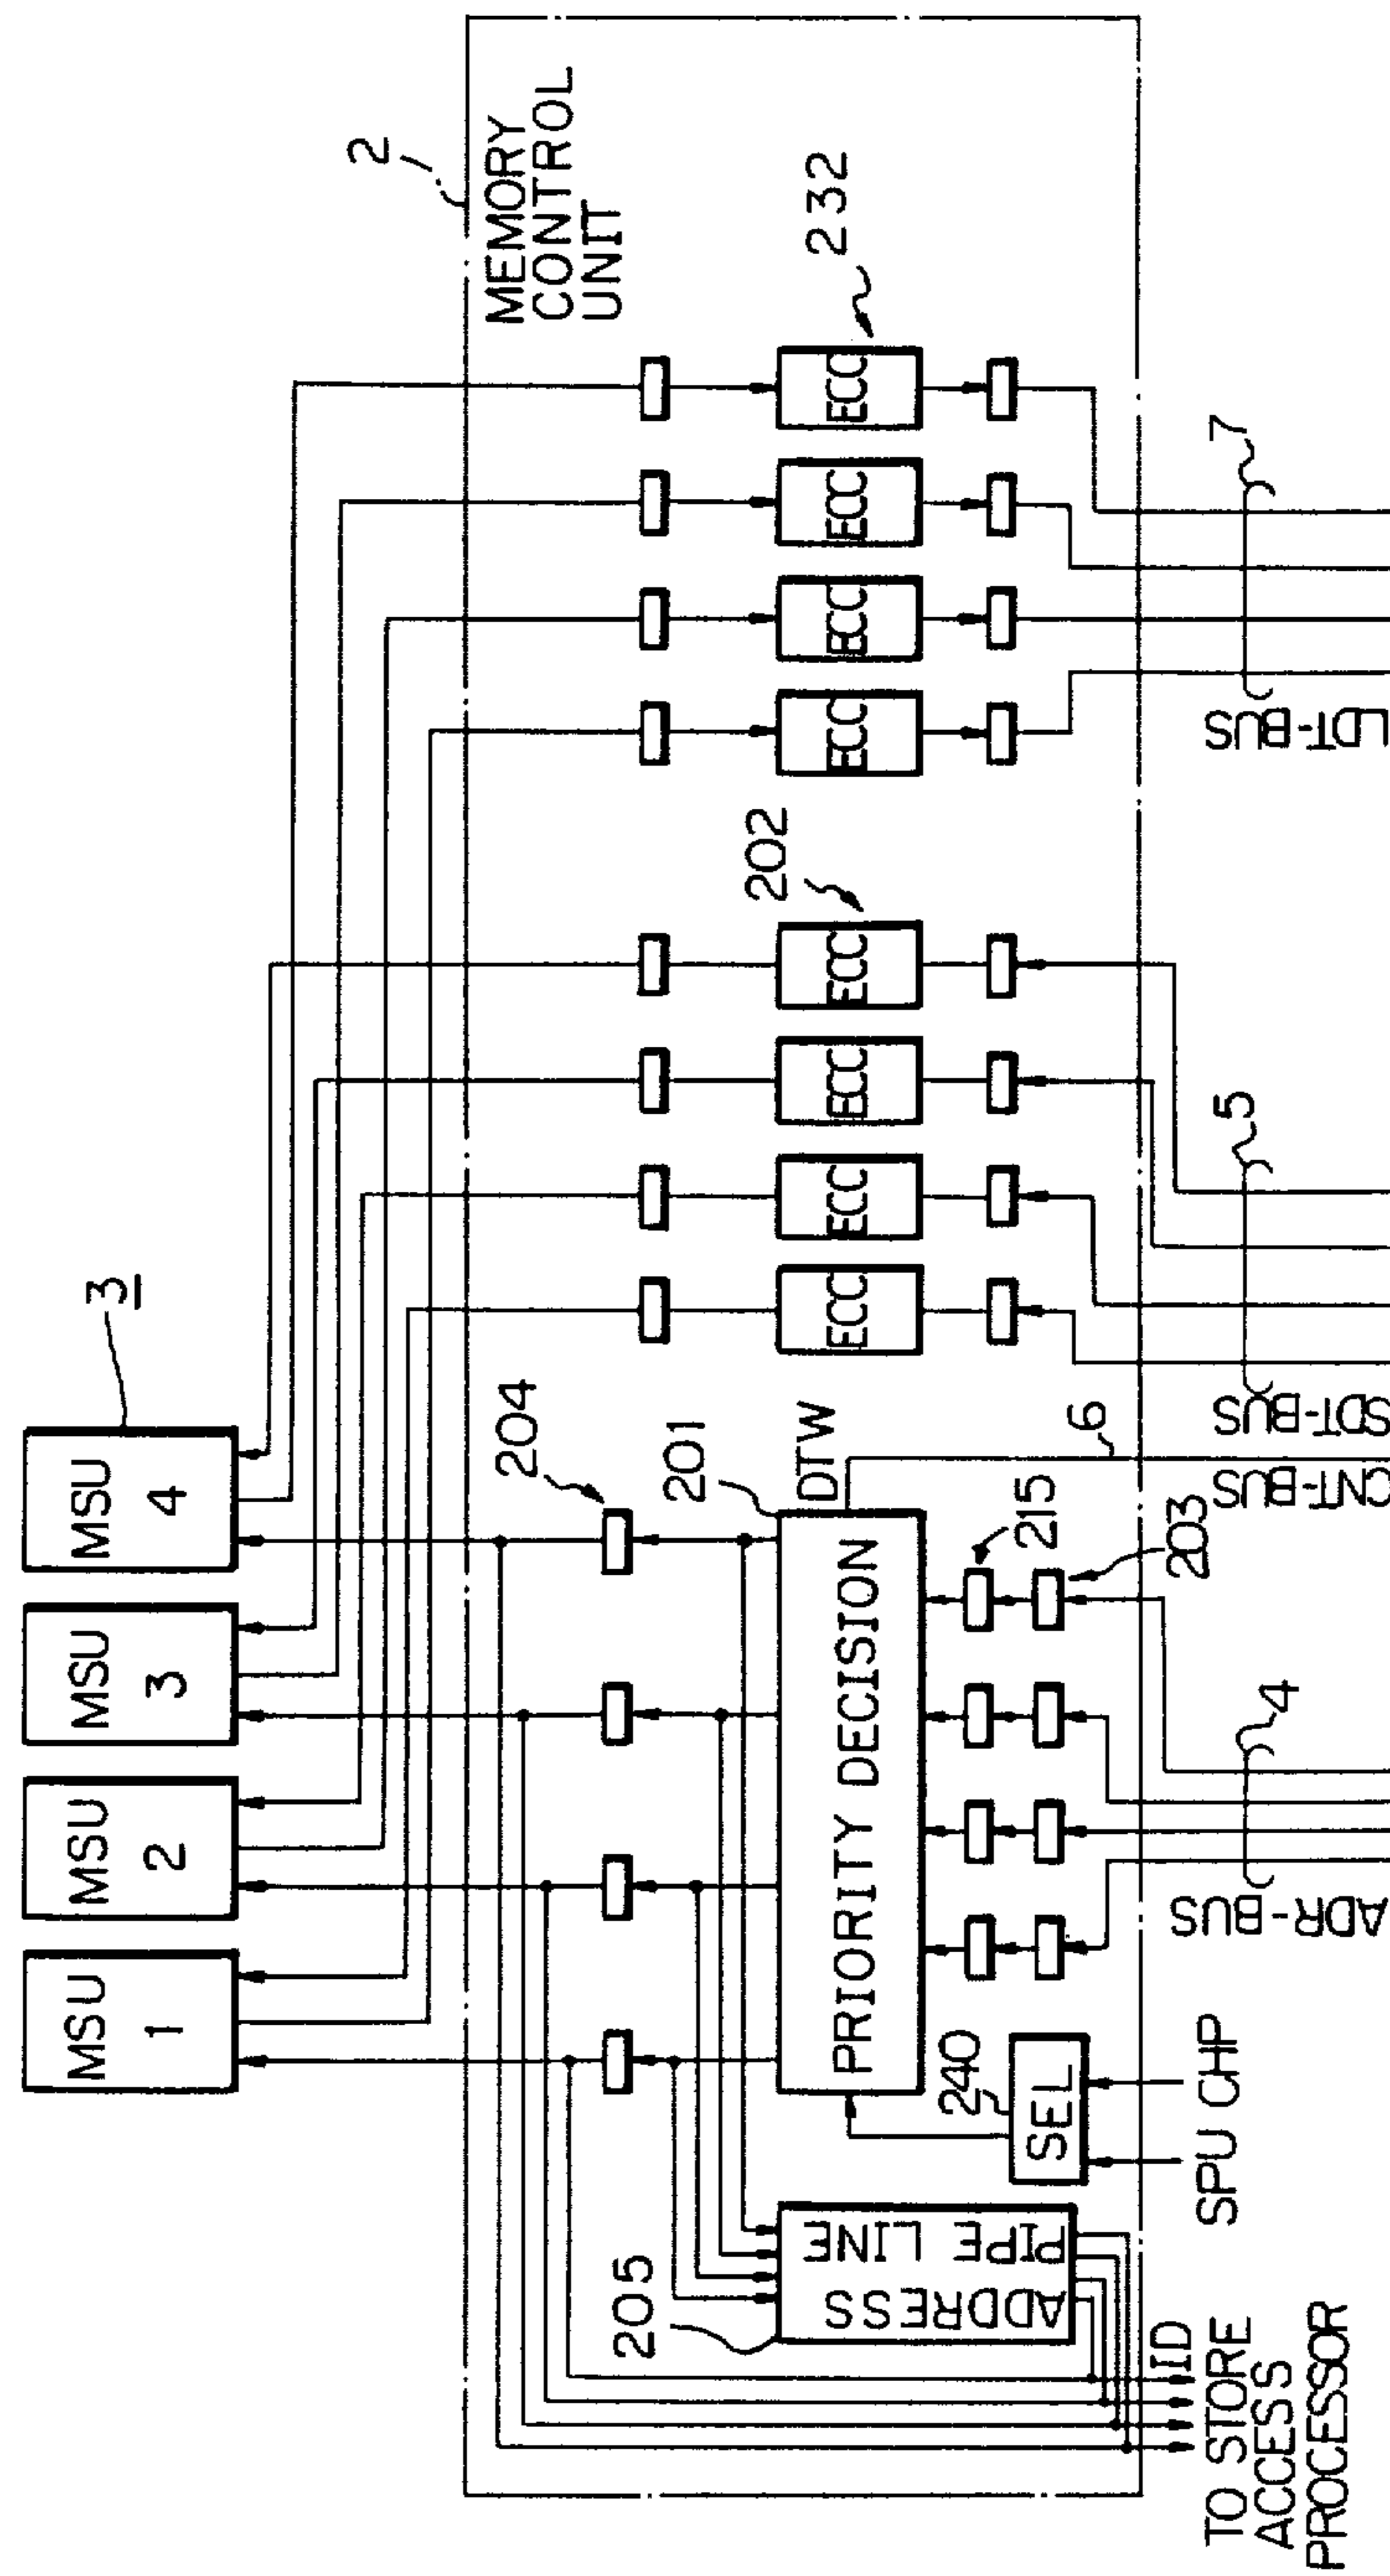 MSU
1
MSU
2
MSU
3
MSU
4
3
2
MEMORY
CONTROL
UNIT
204
201
DTW
PRIORITY DECISION
205
ADDRESS
PIPE LINE
240
SEL
215
203
202
ECC
ECC
ECC
ECC
232
ECC
ECC
ECC
ECC
ID
TO STORE
ACCESS
PROCESSOR
SPU CHP
ADR-BUS
4
CNT-BUS
6
SDT-BUS
5
LDT-BUS
7